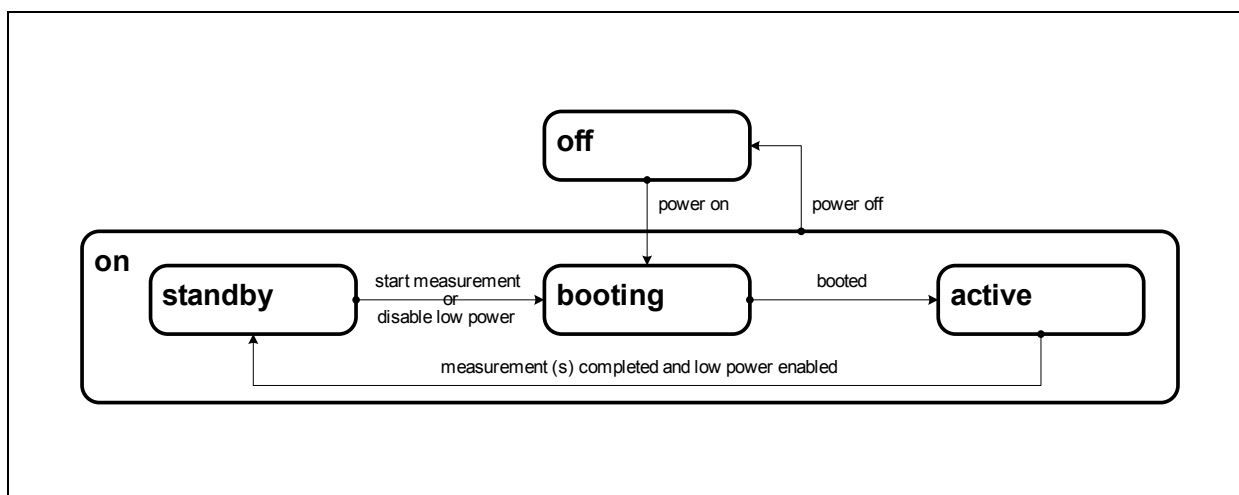 off
power on
power off
on
standby
start measurement
or
disable low power
booting
booted
active
measurement (s) completed and low power enabled